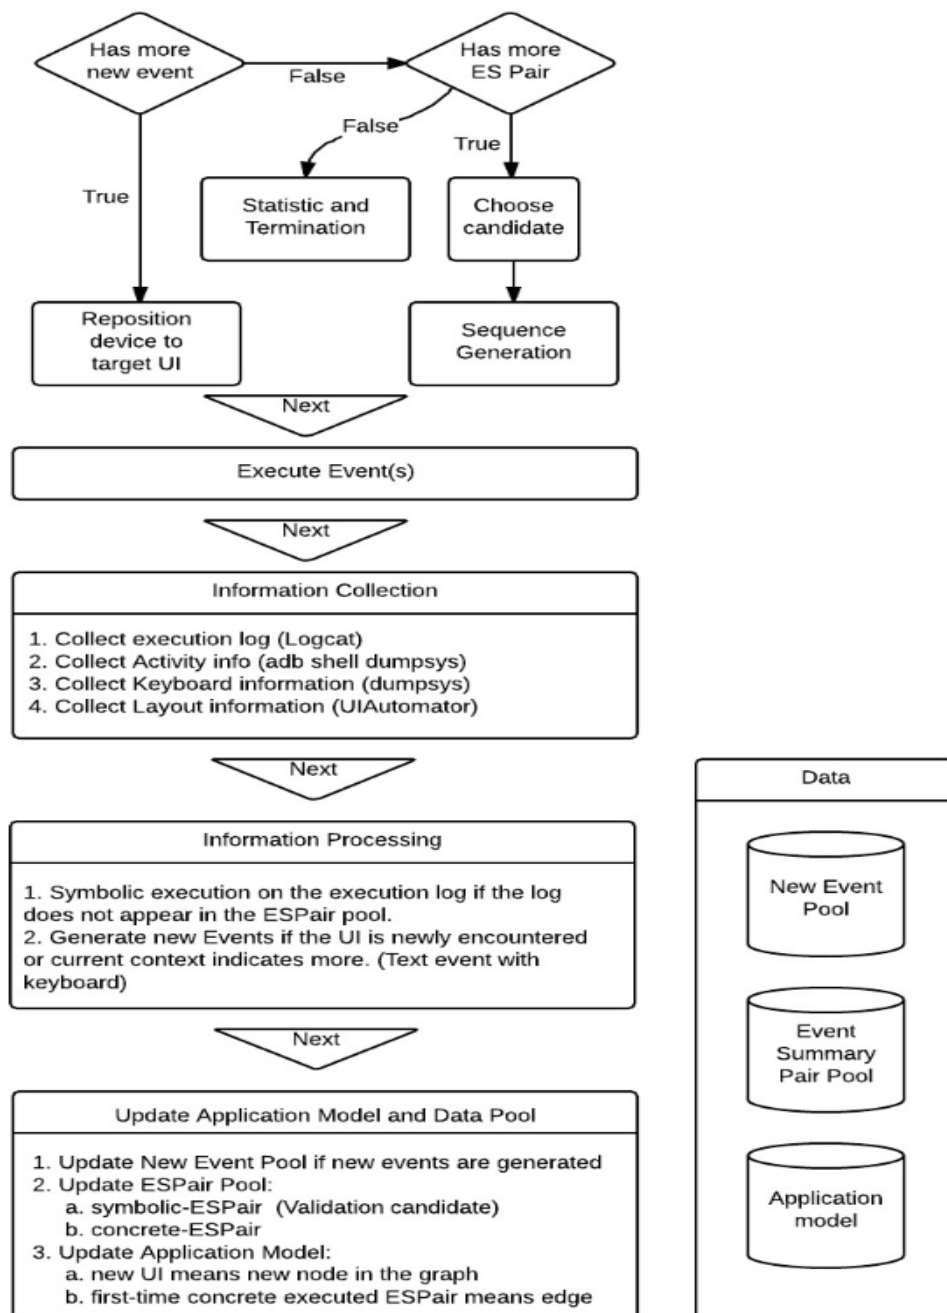 Has more
new event
False
Has more
ES Pair
False
True
True
Statistic and
Termination
Choose
candidate
Reposition
device to
target UI
Sequence
Generation
Next
Execute Event(s)
Next
Information Collection
1. Collect execution log (Logcat)
2. Collect Activity info (adb shell dumpsys)
3. Collect Keyboard information (dumpsys)
4. Collect Layout information (UIAutomator)
Next
Information Processing
1. Symbolic execution on the execution log if the log
does not appear in the ESPair pool.
2. Generate new Events if the UI is newly encountered
or current context indicates more. (Text event with
keyboard)
Next
Update Application Model and Data Pool
1. Update New Event Pool if new events are generated
2. Update ESPair Pool:
a. symbolic-ESPair (Validation candidate)
b. concrete-ESPair
3. Update Application Model:
a. new UI means new node in the graph
b. first-time concrete executed ESPair means edge
Data
New Event
Pool
Event
Summary
Pair Pool
Application
model